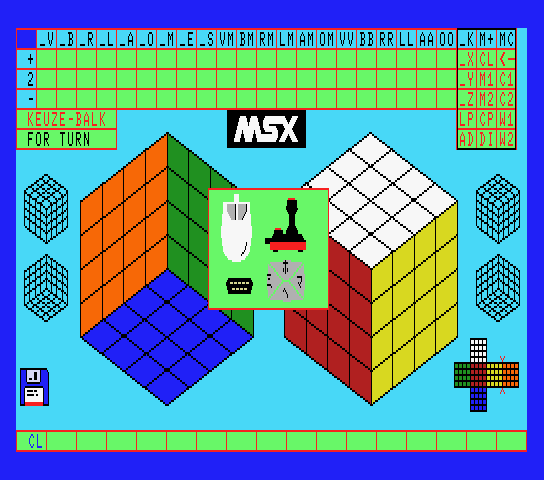 _V _B _R _L _A _O _M _E _S VM BM RM LM AM OM VV BB RR LL AA OO _K M+ MC
+ _X CL <-
2 _Y M1 C1
- _Z M2 C2
KEUZE-BALK LP CP W1
FOR TURN AD DI W2
MSX
CL